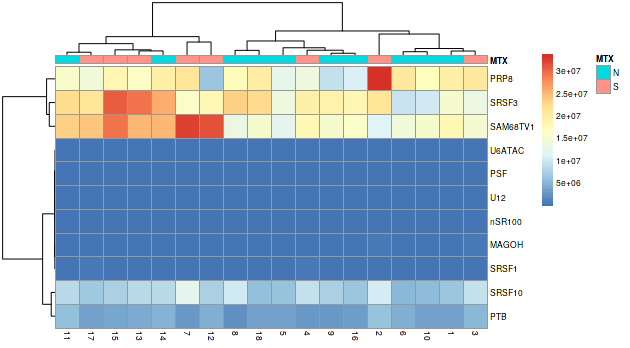 MTX
PRP8
SRSF3
SAM68TV1
U6ATAC
PSF
U12
nSR100
MAGOH
SRSF1
SRSF10
PTB
11 17 15 13 14 7 12 8 18 5 4 9 16 2 6 10 1 3
3e+07
2.5e+07
2e+07
1.5e+07
1e+07
5e+06
MTX
N
S